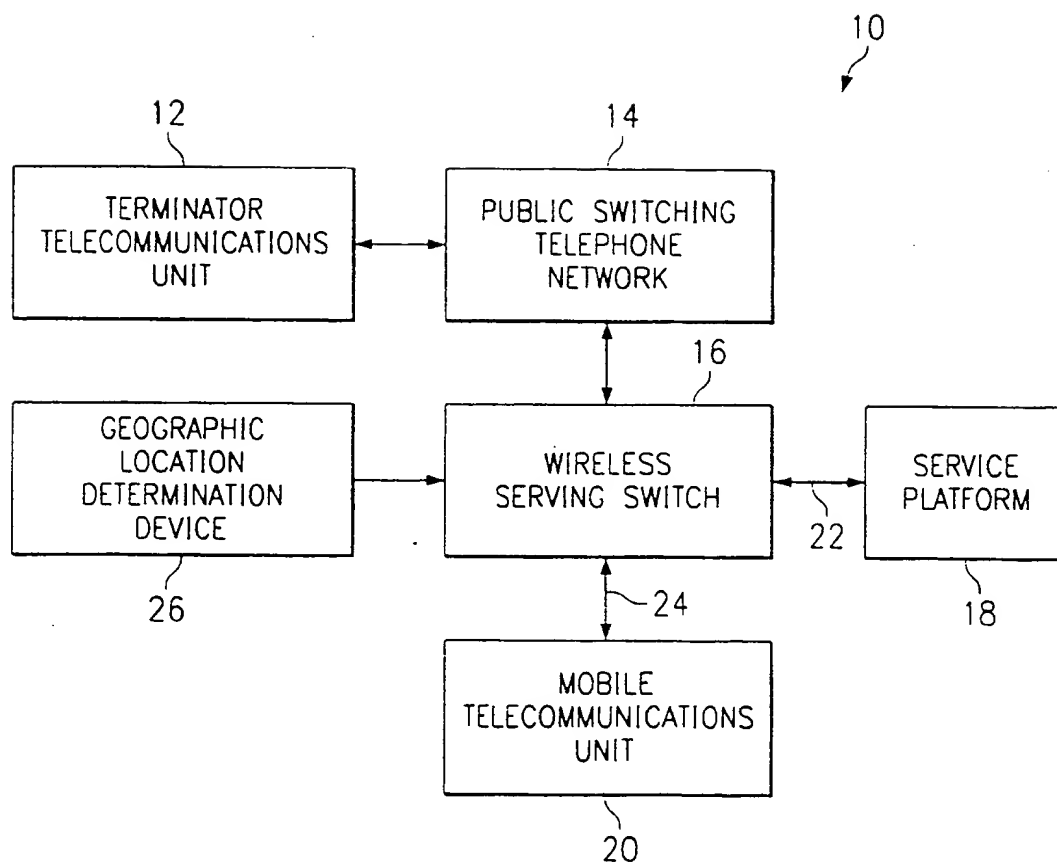 10
12
14
TERMINATOR
TELECOMMUNICATIONS
UNIT
PUBLIC SWITCHING
TELEPHONE
NETWORK
16
GEOGRAPHIC
LOCATION
DETERMINATION
DEVICE
WIRELESS
SERVING SWITCH
SERVICE
PLATFORM
22
26
24
18
MOBILE
TELECOMMUNICATIONS
UNIT
20